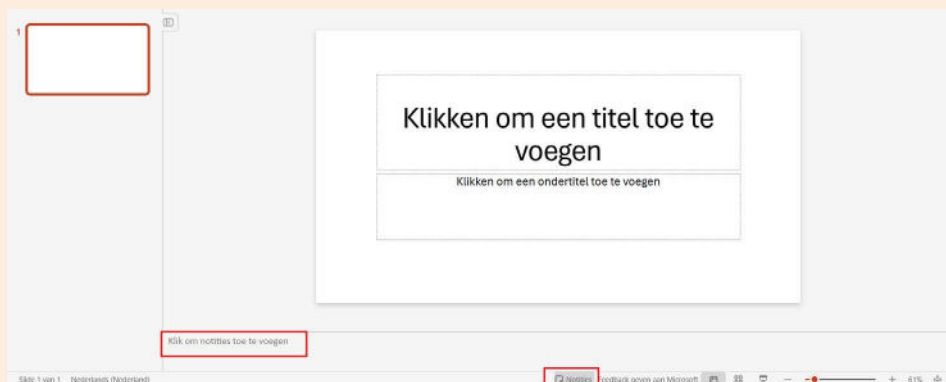 1
Klikken om een titel toe te
voegen
Klikken om een ondertitel toe te voegen
Klik om notities toe te voegen
Slide 1 van 1 Nederlands (Nederland) Notities Feedback geven aan Microsoft 61%